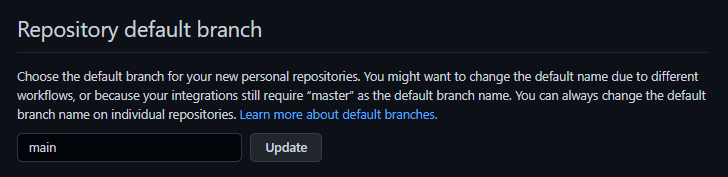 Repository default branch
Choose the default branch for your new personal repositories. You might want to change the default name due to different
workflows, or because your integrations still require “master” as the default branch name. You can always change the default
branch name on individual repositories. Learn more about default branches.
main Update